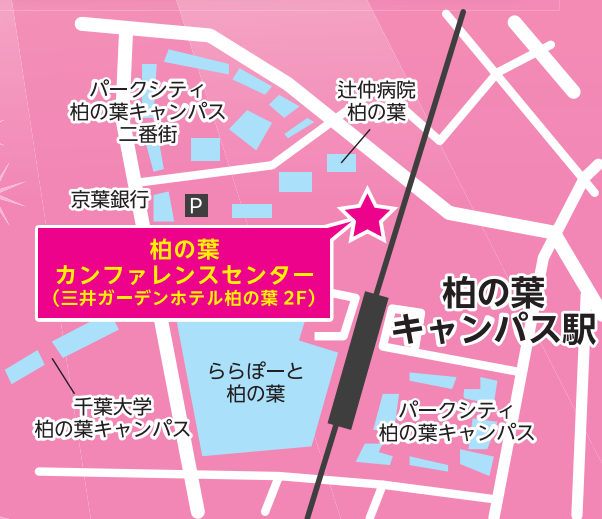 パークシティ
柏の葉キャンパス
二番街
辻仲病院
柏の葉
京葉銀行
P
柏の葉
カンファレンスセンター
（三井ガーデンホテル柏の葉 2F）
柏の葉
キャンパス駅
ららぽーと
柏の葉
千葉大学
柏の葉キャンパス
パークシティ
柏の葉キャンパス